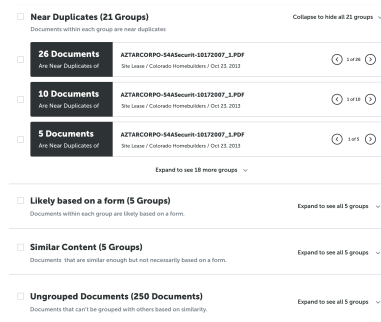 Near Duplicates (21 Groups)
Collapse to hide all 21 groups
Documents within each group are near duplicates
26 Documents
Are Near Duplicates of
AZTARCORPO-S4ASecurit-10172007_1.PDF
Site Lease / Colorado Homebuilders / Oct 23, 2013
1 of 26
10 Documents
Are Near Duplicates of
AZTARCORPO-S4ASecurit-10172007_1.PDF
Site Lease / Colorado Homebuilders / Oct 23, 2013
1 of 10
5 Documents
Are Near Duplicates of
AZTARCORPO-S4ASecurit-10172007_1.PDF
Site Lease / Colorado Homebuilders / Oct 23, 2013
1 of 5
Expand to see 18 more groups
Likely based on a form (5 Groups)
Expand to see all 5 groups
Documents within each group are likely based on a form.
Similar Content (5 Groups)
Expand to see all 5 groups
Documents that are similar enough but not necessarily based on a form.
Ungrouped Documents (250 Documents)
Expand to see all 5 groups
Documents that can't be grouped with others based on similarity.